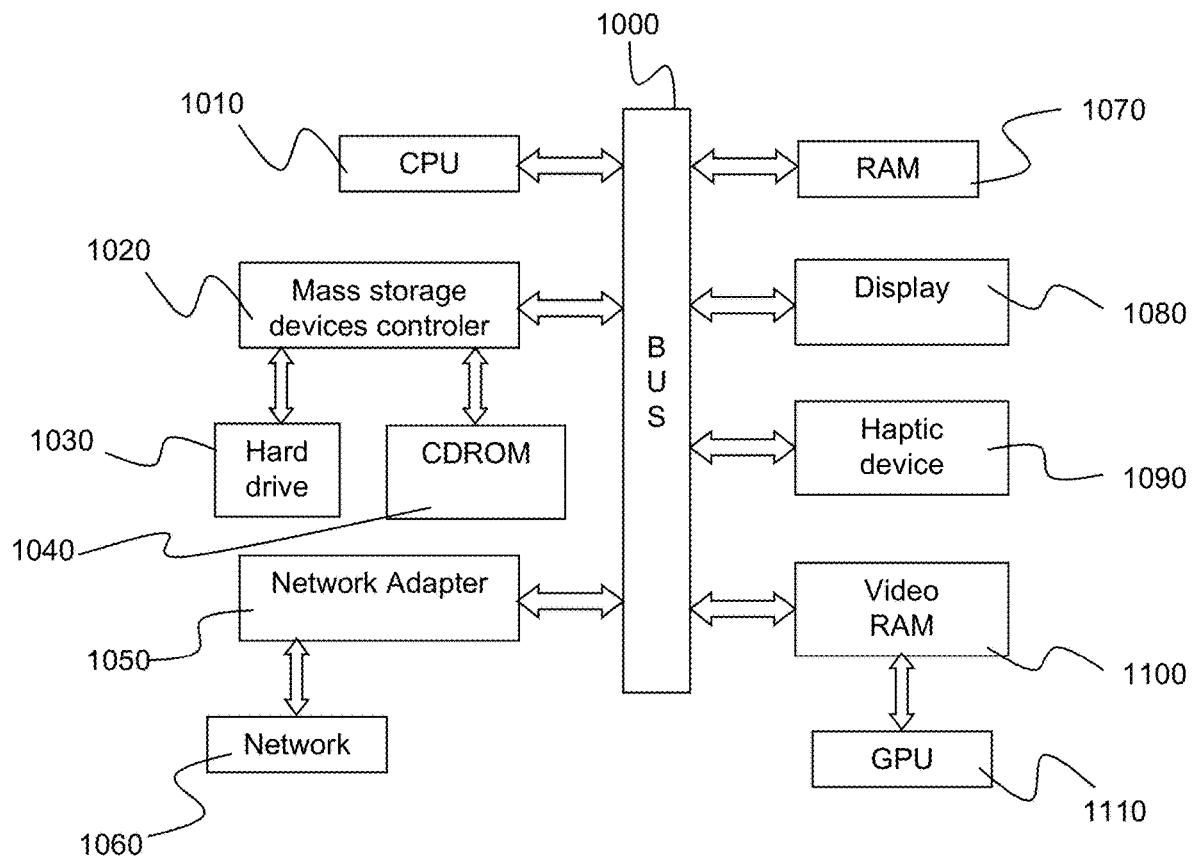 1000
1010
CPU
RAM
1070
1020
Mass storage
devices controler
Display
1080
B
U
S
1030
Hard
drive
CDROM
Haptic
device
1090
1040
Network Adapter
1050
Video
RAM
1100
Network
1060
GPU
1110